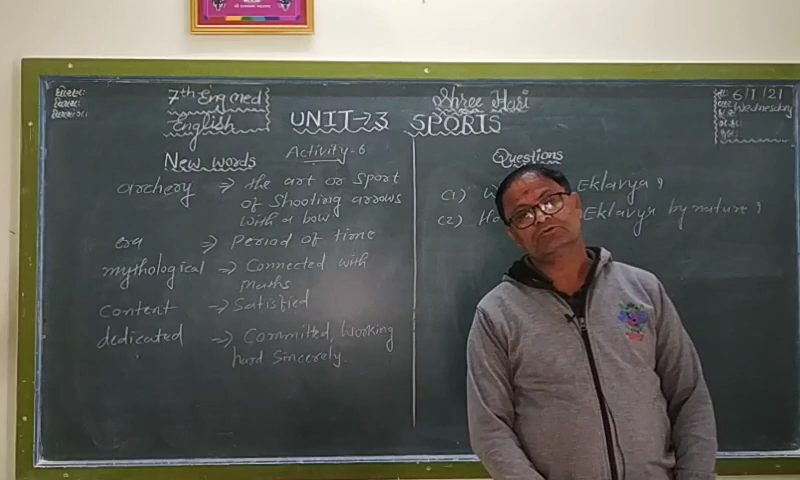 7th Eng med
English
Shree Hari
UNIT → 3 SPORTS
6/1/21
Wednesday
New words
Activity - 6
archery ⇒ the art or sport
of shooting arrows
with a bow
era ⇒ Period of time
mythological → Connected with
Maths
Content → Satisfied
dedicated ⇒ Committed, working
hard sincerely
Questions
(1) Eklavya ?
(2) Eklavya by nature ?